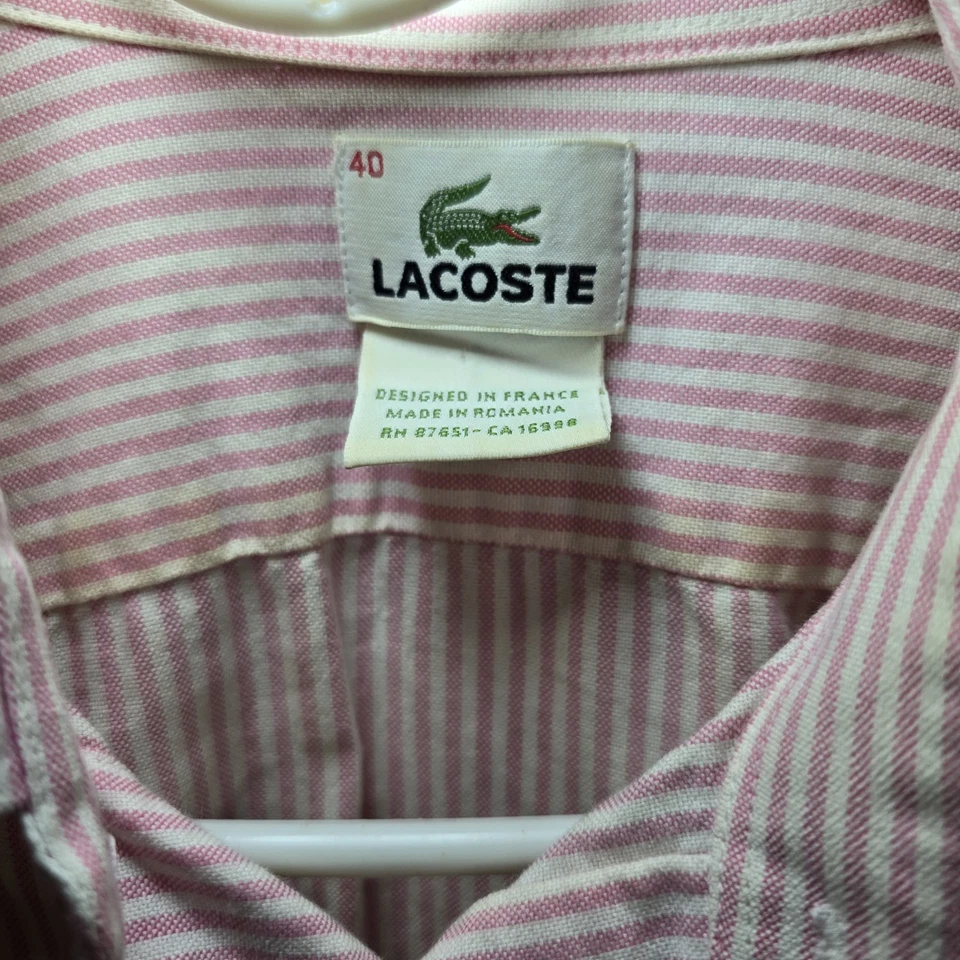 40
LACOSTE
DESIGNED IN FRANCE
MADE IN ROMANIA
RN 87651- CA 16998